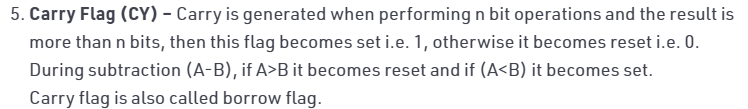 5. Carry Flag (CY) – Carry is generated when performing n bit operations and the result is
more than n bits, then this flag becomes set i.e. 1, otherwise it becomes reset i.e. 0.
During subtraction (A-B), if A>B it becomes reset and if (A<B) it becomes set.
Carry flag is also called borrow flag.